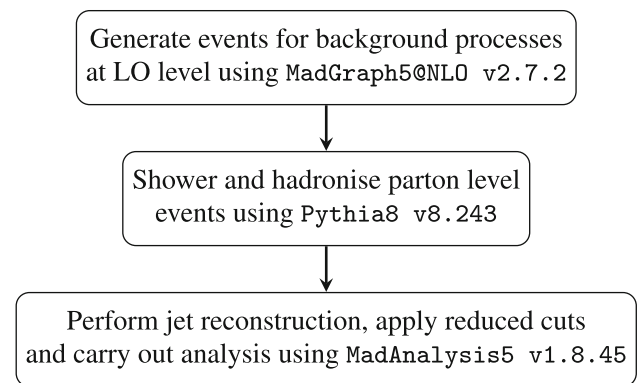 Generate events for background processes
at LO level using MadGraph5@NLO v2.7.2
Shower and hadronise parton level
events using Pythia8 v8.243
Perform jet reconstruction, apply reduced cuts
and carry out analysis using MadAnalysis5 v1.8.45